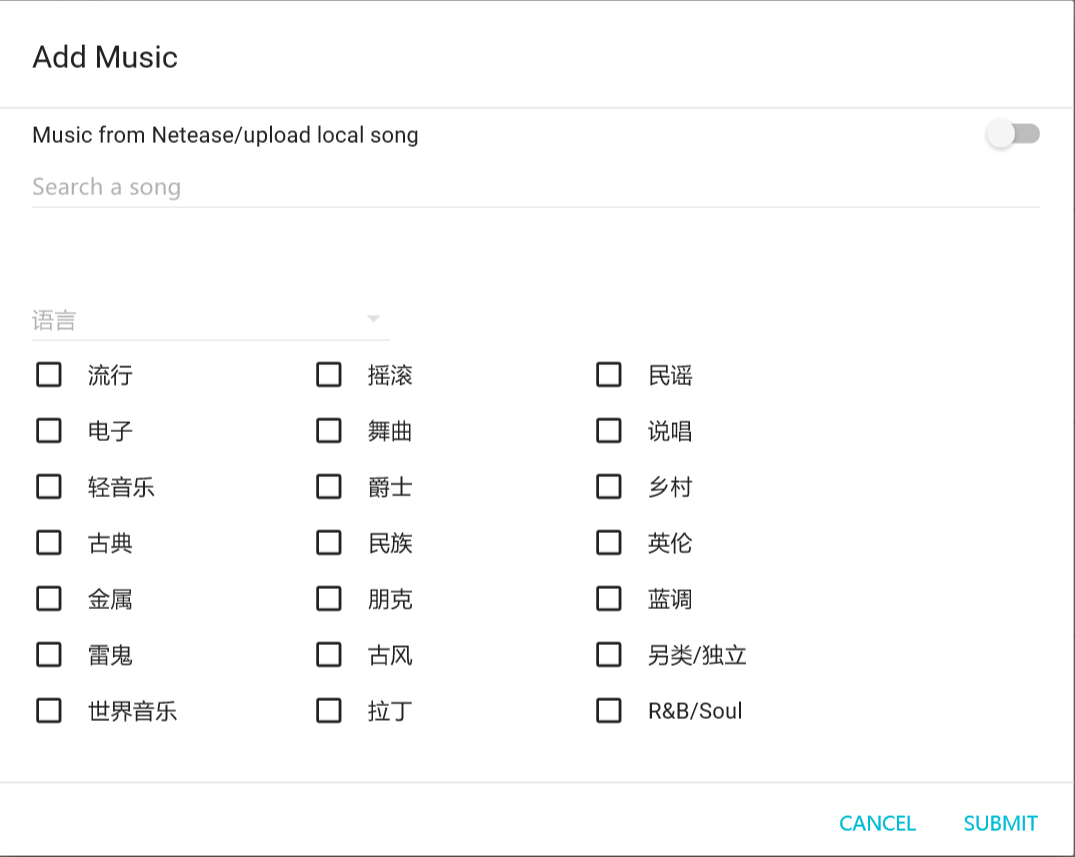 Add Music
Music from Netease/upload local song
Search a song
语言
流行 摇滚 民谣
电子 舞曲 说唱
轻音乐 爵士 乡村
古典 民族 英伦
金属 朋克 蓝调
雷鬼 古风 另类/独立
世界音乐 拉丁 R&B/Soul
CANCEL SUBMIT